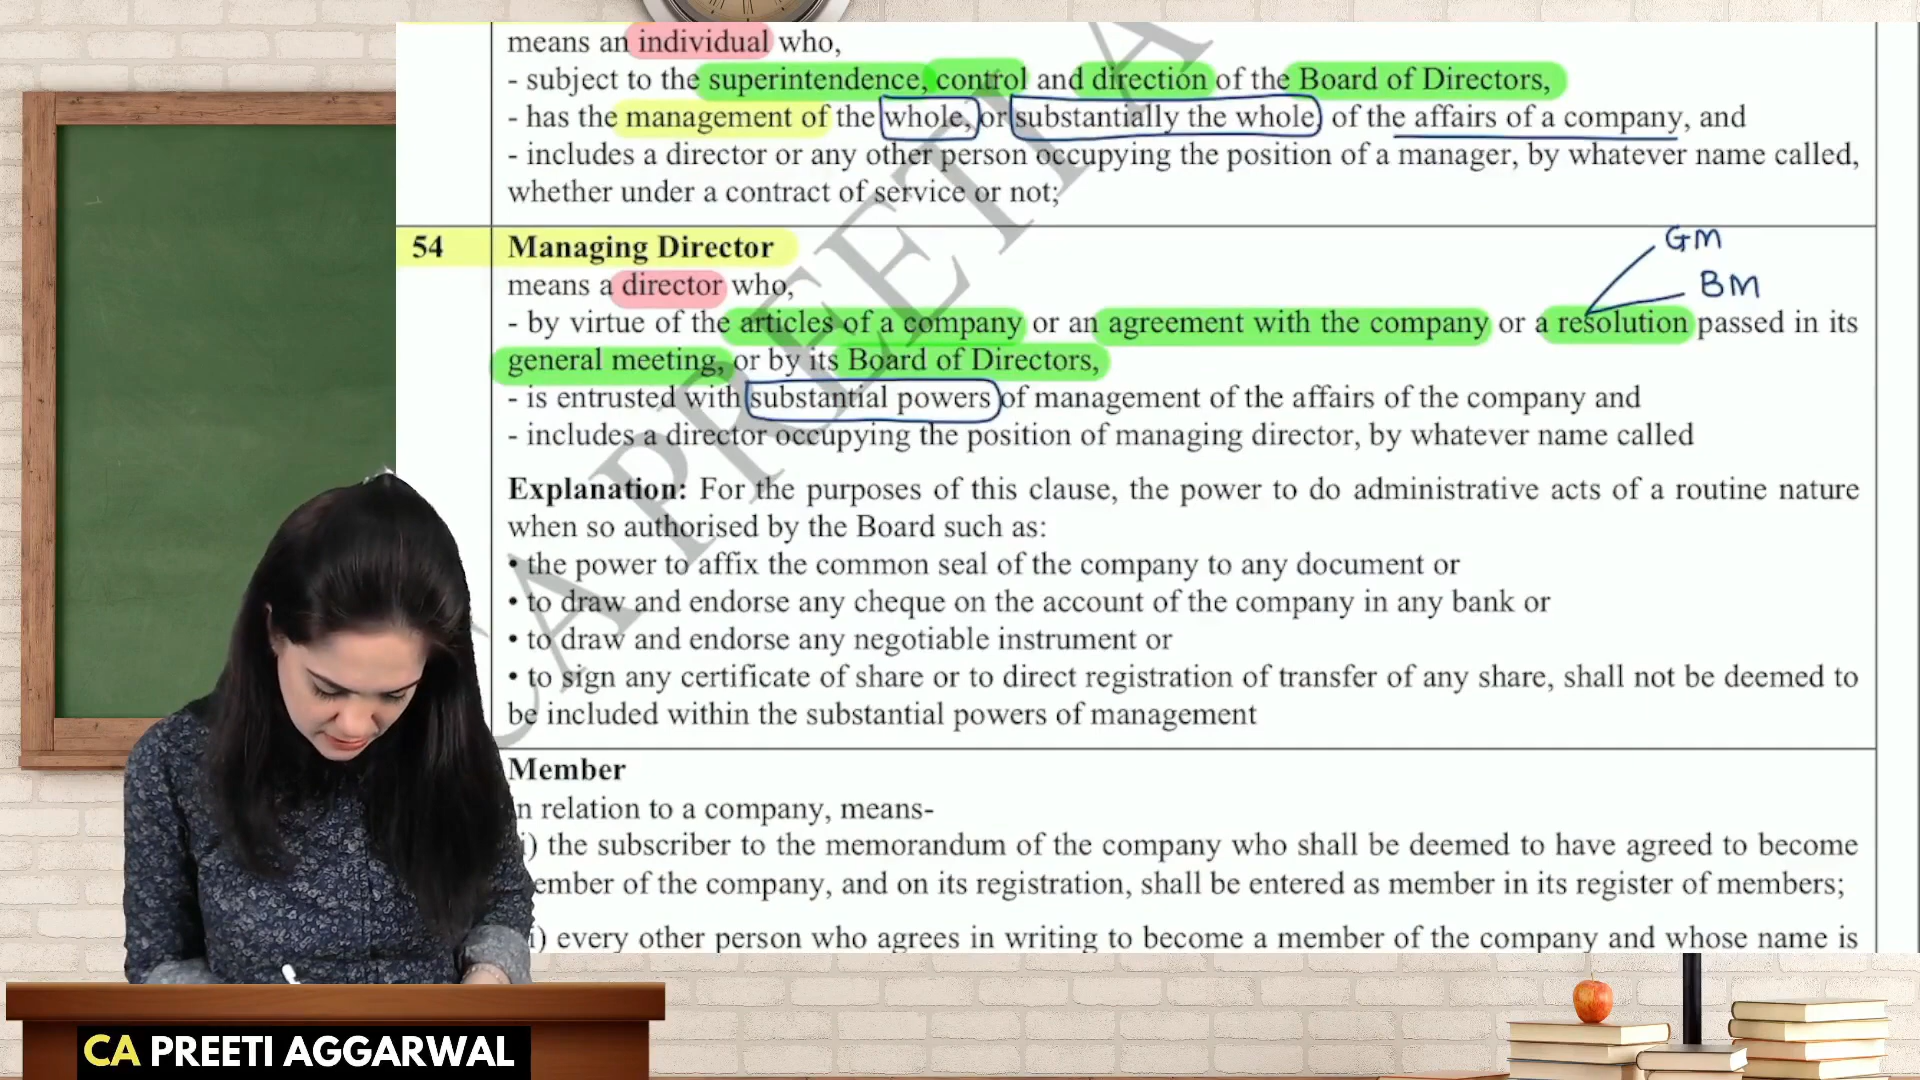 means an individual who,
- subject to the superintendence, control and direction of the Board of Directors,
- has the management of the whole, or substantially the whole of the affairs of a company, and
- includes a director or any other person occupying the position of a manager, by whatever name called,
whether under a contract of service or not;
GM
54 Managing Director
BM
means a director who,
- by virtue of the articles of a company or an agreement with the company or a resolution passed in its
general meeting, or by its Board of Directors,
- is entrusted with substantial powers of management of the affairs of the company and
- includes a director occupying the position of managing director, by whatever name called
Explanation: For the purposes of this clause, the power to do administrative acts of a routine nature
when so authorised by the Board such as:
• the power to affix the common seal of the company to any document or
• to draw and endorse any cheque on the account of the company in any bank or
• to draw and endorse any negotiable instrument or
• to sign any certificate of share or to direct registration of transfer of any share, shall not be deemed to
be included within the substantial powers of management
Member
n relation to a company, means-
i) the subscriber to the memorandum of the company who shall be deemed to have agreed to become
ember of the company, and on its registration, shall be entered as member in its register of members;
i) every other person who agrees in writing to become a member of the company and whose name is
CA PREETI A
CA PREETI AGGARWAL